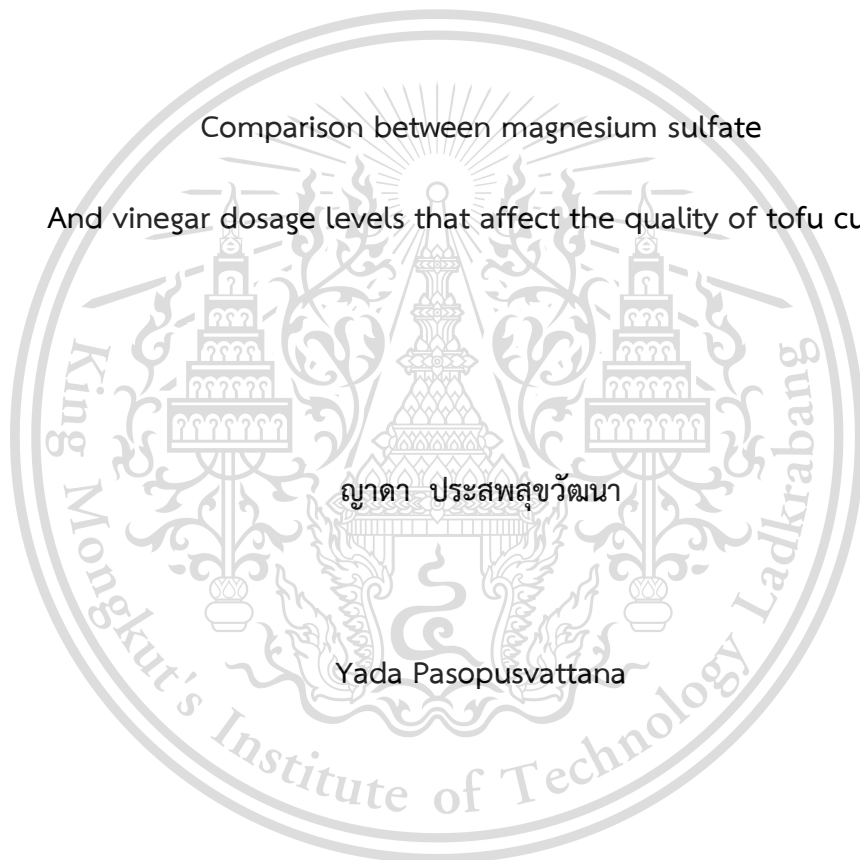 Comparison between magnesium sulfate
And vinegar dosage levels that affect the quality of tofu cu
ญาดา ประสพสุขวัฒนา
Yada Pasopusvattana
King Mongkut's Institute of Technology Ladkrabang